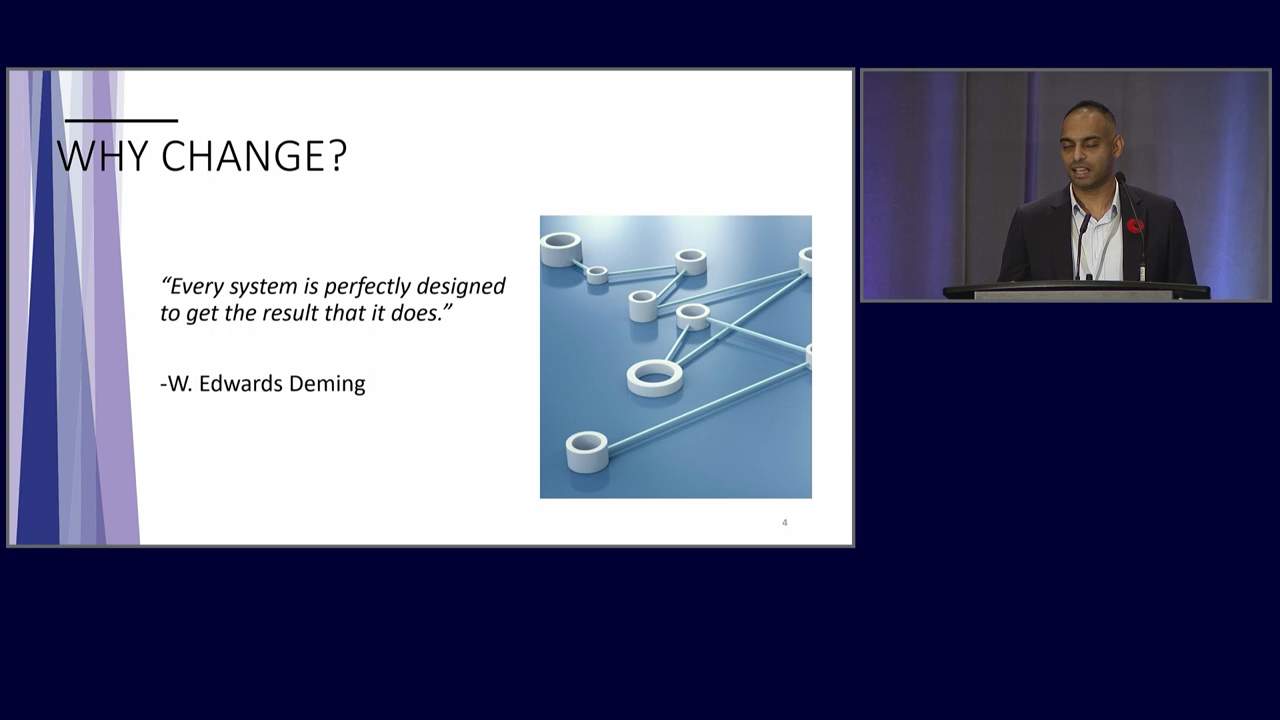 WHY CHANGE?
“Every system is perfectly designed
to get the result that it does.”
-W. Edwards Deming
4